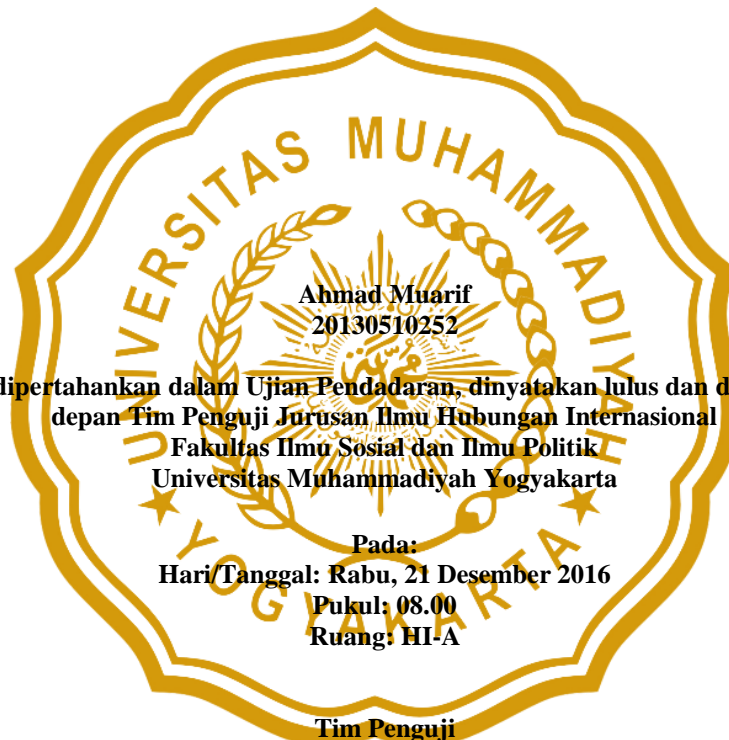 UNIVERSITAS MUHAMMADIYAH
YOGYAKARTA
Ahmad Muarif
20130510252
dipertahankan dalam Ujian Pendadaran, dinyatakan lulus dan d
depan Tim Penguji Jurusan Ilmu Hubungan Internasional
Fakultas Ilmu Sosial dan Ilmu Politik
Universitas Muhammadiyah Yogyakarta
Pada:
Hari/Tanggal: Rabu, 21 Desember 2016
Pukul: 08.00
Ruang: HI-A
Tim Penguji